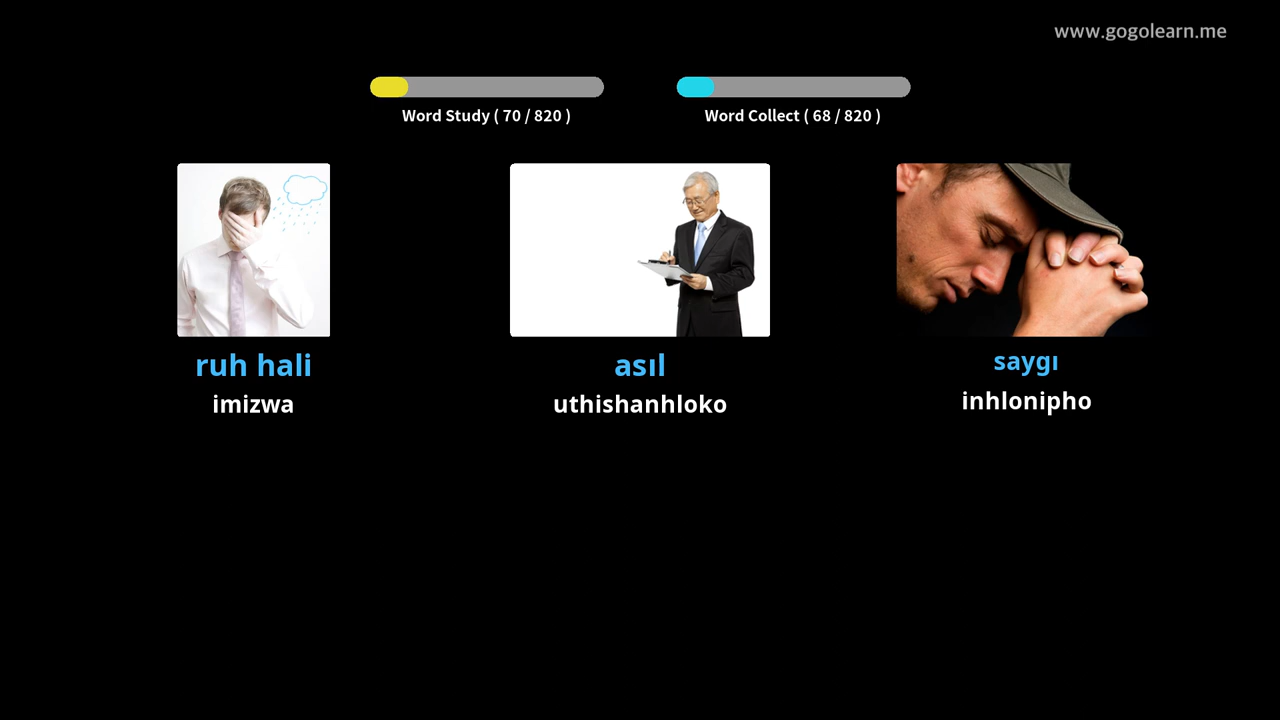 www.gogolearn.me
Word Study ( 70 / 820 )
Word Collect ( 68 / 820 )
ruh hali
imizwa
asıl
uthishanhloko
saygı
inhlonipho